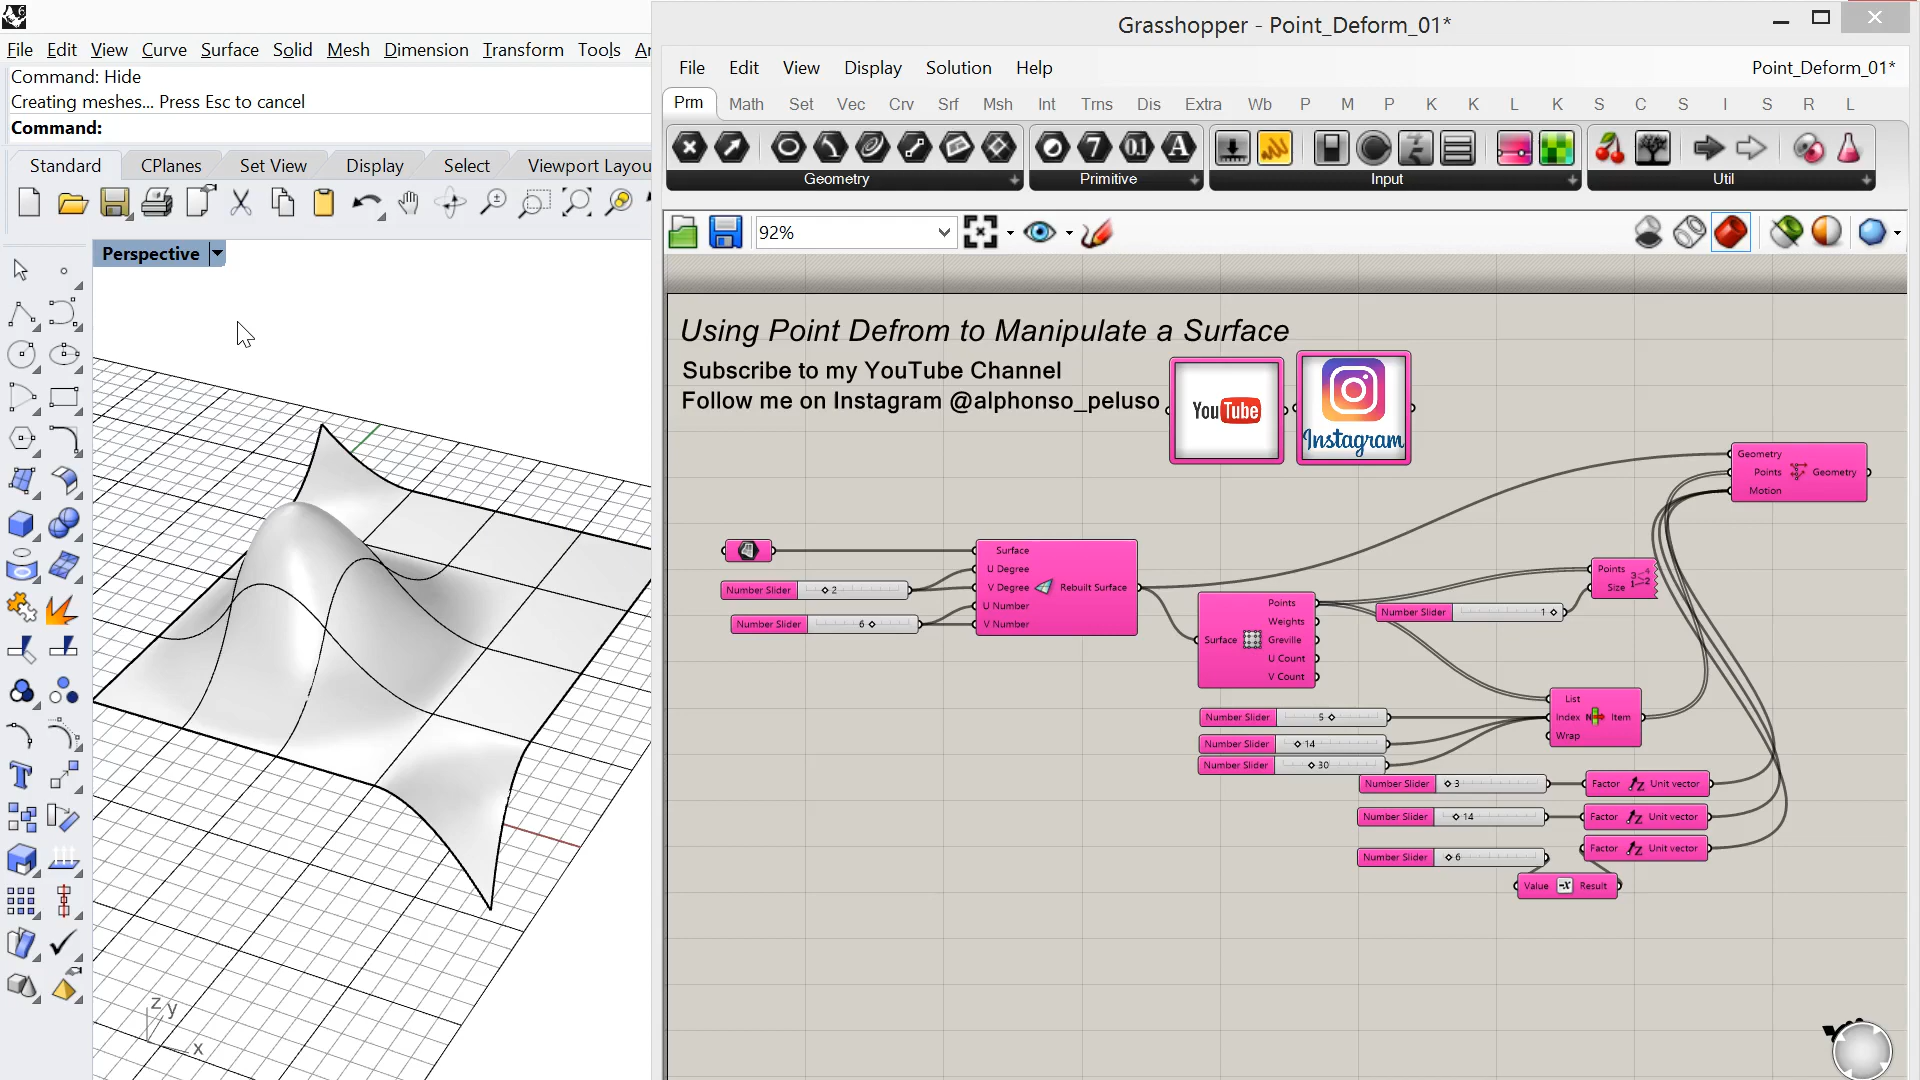 File Edit View Curve Surface Solid Mesh Dimension Transform Tools
Command: Hide
Creating meshes... Press Esc to cancel
Command:
Standard CPlanes Set View Display Select Viewport Layou
Perspective
z y
x
Grasshopper - Point_Deform_01*
File Edit View Display Solution Help Point_Deform_01*
Prm Math Set Vec Crv Srf Msh Int Trns Dis Extra Wb P M P K K L K S C S I S R L
Geometry Primitive Input Util
92%
Using Point Defrom to Manipulate a Surface
Subscribe to my YouTube Channel
Follow me on Instagram @alphonso_peluso
YouTube
Instagram
Geometry
Points Geometry
Motion
Surface
U Degree
V Degree Rebuilt Surface
U Number
V Number
Number Slider 2
Number Slider 6
Points
Weights
Surface Greville
U Count
V Count
Number Slider 1
Points
Size
Number Slider 5
Number Slider 14
Number Slider 30
List
Index Item
Wrap
Number Slider 3
Factor Unit vector
Number Slider 14
Factor Unit vector
Number Slider 6
Factor Unit vector
Value -x Result